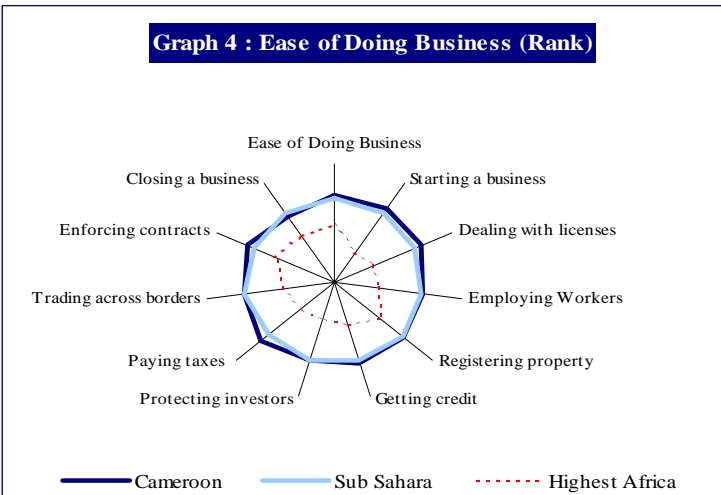 Graph 4 : Ease of Doing Business (Rank)
Ease of Doing Business
Closing a business
Starting a business
Enforcing contracts
Dealing with licenses
Trading across borders
Employing Workers
Paying taxes
Registering property
Protecting investors
Getting credit
Cameroon
Sub Sahara
Highest Africa